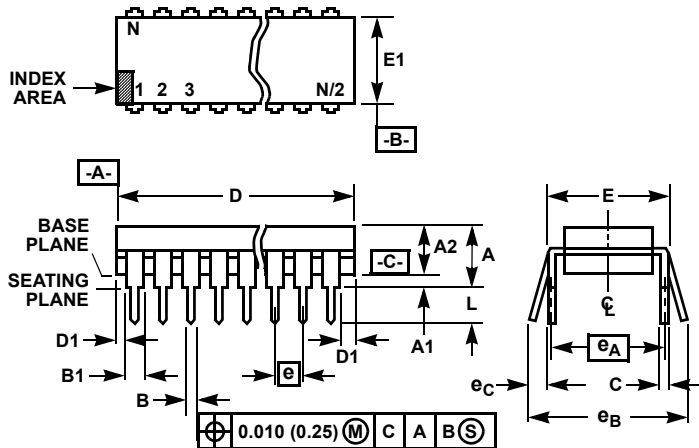 N
E1
INDEX
AREA
1 2 3 N/2
-B-
-A-
D
E
BASE
PLANE
A2
A
-C-
SEATING
PLANE
L
℄
D1
A1
D1
eA
B1
e
eC
C
B
eB
0.010 (0.25) Ⓜ C A B Ⓢ